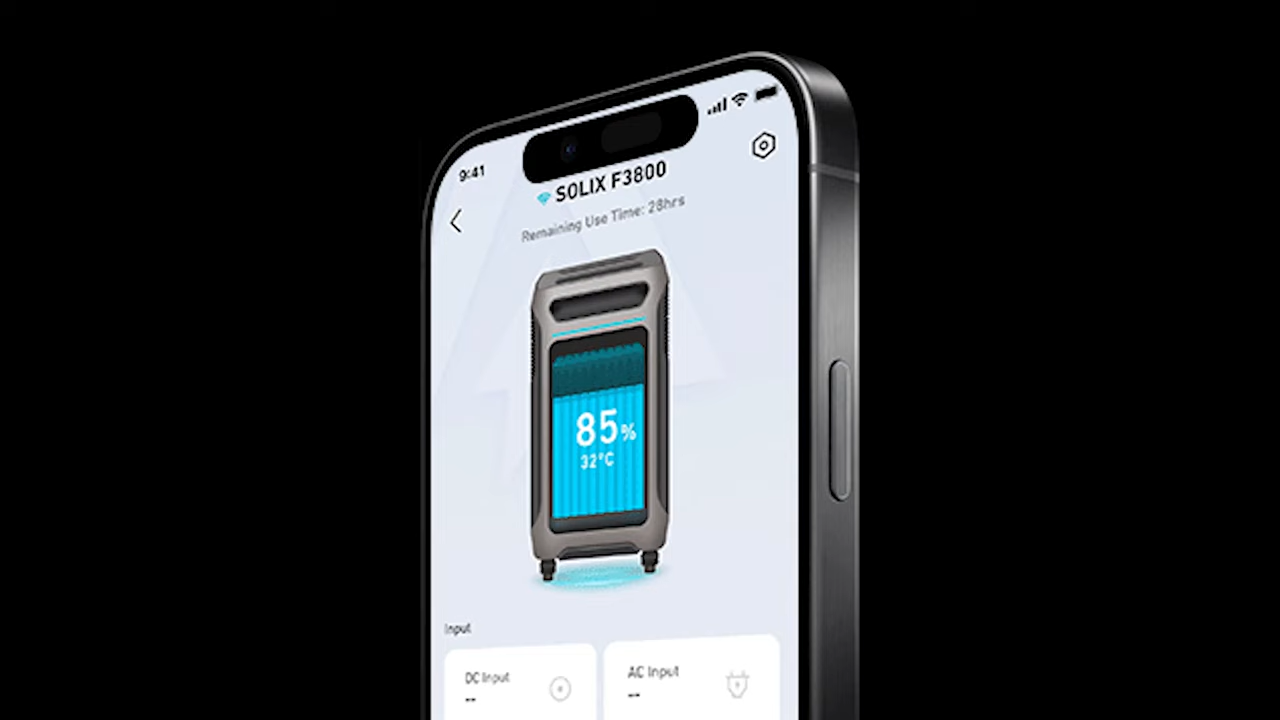 9:41
SOLIX F3800
Remaining Use Time: 28hrs
85%
32°C
Input
DC Input
--
AC Input
--